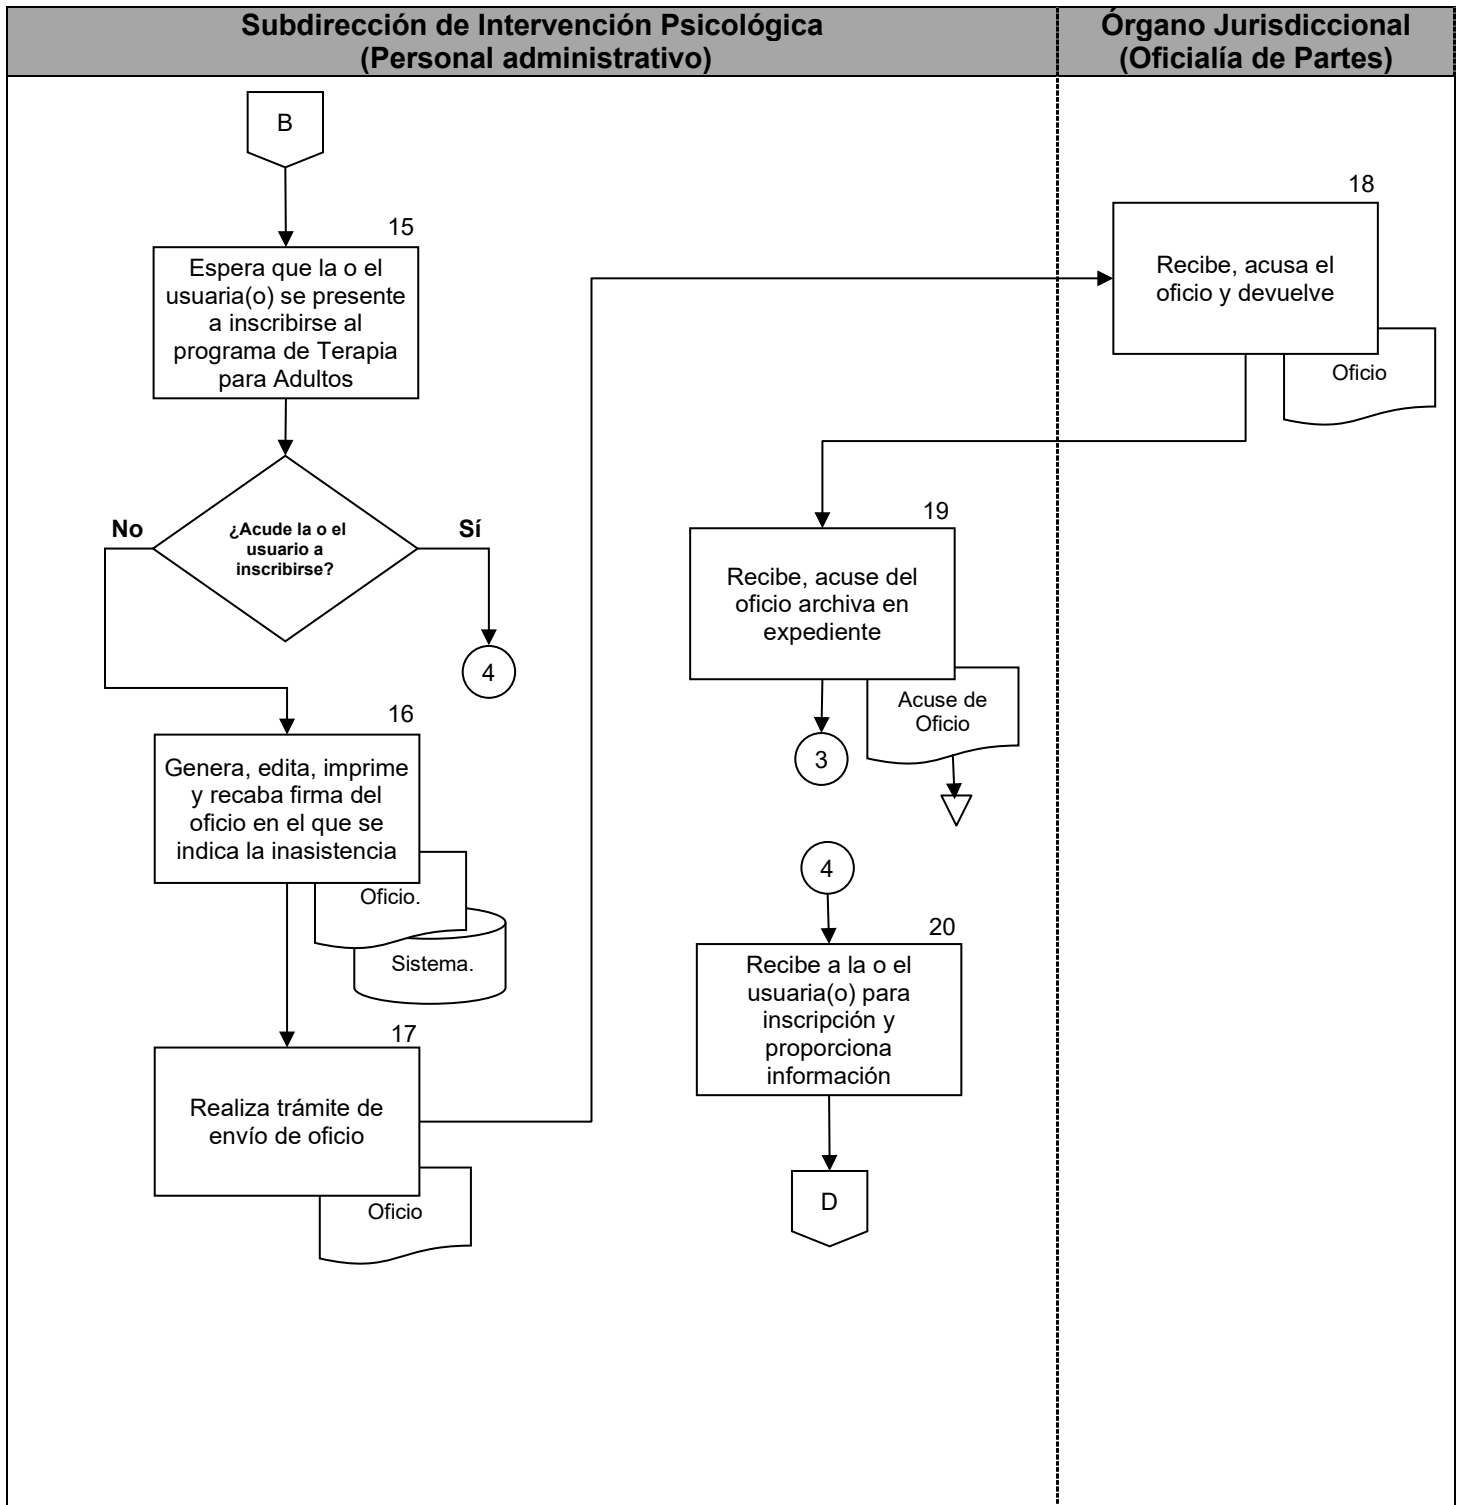 Subdirección de Intervención Psicológica
(Personal administrativo)
Órgano Jurisdiccional
(Oficialía de Partes)
B
15
Espera que la o el
usuaria(o) se presente
a inscribirse al
programa de Terapia
para Adultos
No
¿Acude la o el
usuario a
inscribirse?
Sí
4
16
Genera, edita, imprime
y recaba firma del
oficio en el que se
indica la inasistencia
Oficio.
Sistema.
17
Realiza trámite de
envío de oficio
Oficio
18
Recibe, acusa el
oficio y devuelve
Oficio
19
Recibe, acuse del
oficio archiva en
expediente
Acuse de
Oficio
3
4
20
Recibe a la o el
usuaria(o) para
inscripción y
proporciona
información
D